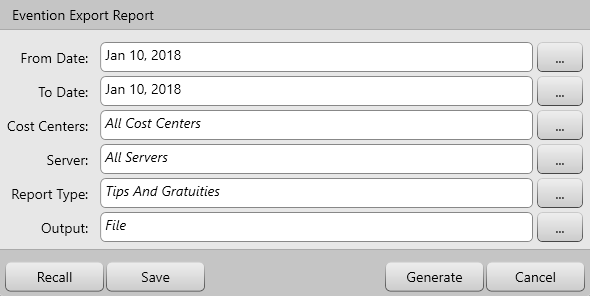 Evention Export Report
From Date: Jan 10, 2018 ...
To Date: Jan 10, 2018 ...
Cost Centers: All Cost Centers ...
Server: All Servers ...
Report Type: Tips And Gratuities ...
Output: File ...
Recall Save Generate Cancel